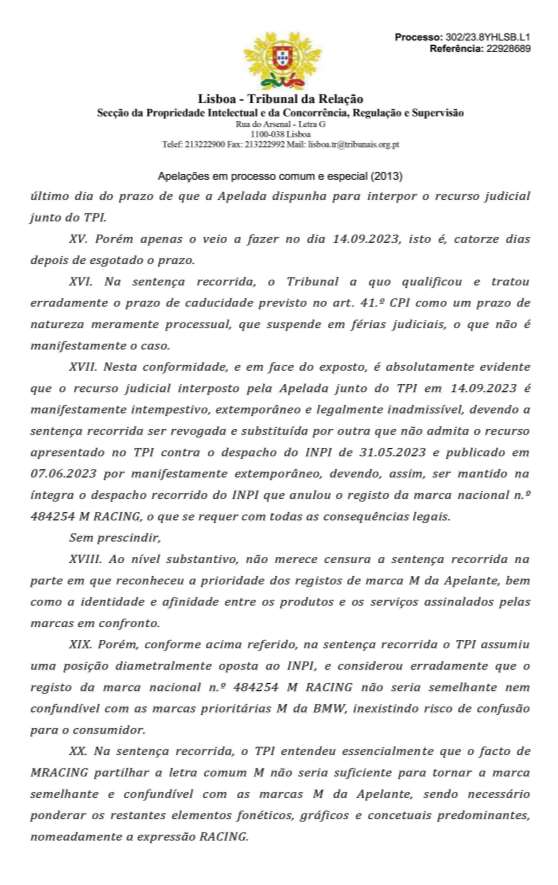 Processo: 302/23.8YHLSB.L1
Referência: 22928689
Lisboa - Tribunal da Relação
Secção da Propriedade Intelectual e da Concorrência, Regulação e Supervisão
Rua do Arsenal - Letra G
1100-038 Lisboa
Telef: 213222900 Fax: 213222992 Mail: lisboa.tr@tribunais.org.pt
Apelações em processo comum e especial (2013)
último dia do prazo de que a Apelada dispunha para interpor o recurso judicial
junto do TPI.
XV. Porém apenas o veio a fazer no dia 14.09.2023, isto é, catorze dias
depois de esgotado o prazo.
XVI. Na sentença recorrida, o Tribunal a quo qualificou e tratou
erradamente o prazo de caducidade previsto no art. 41.º CPI como um prazo de
natureza meramente processual, que suspende em férias judiciais, o que não é
manifestamente o caso.
XVII. Nesta conformidade, e em face do exposto, é absolutamente evidente
que o recurso judicial interposto pela Apelada junto do TPI em 14.09.2023 é
manifestamente intempestivo, extemporâneo e legalmente inadmissível, devendo a
sentença recorrida ser revogada e substituída por outra que não admita o recurso
apresentado no TPI contra o despacho do INPI de 31.05.2023 e publicado em
07.06.2023 por manifestamente extemporâneo, devendo, assim, ser mantido na
íntegra o despacho recorrido do INPI que anulou o registo da marca nacional n.º
484254 M RACING, o que se requer com todas as consequências legais.
Sem prescindir,
XVIII. Ao nível substantivo, não merece censura a sentença recorrida na
parte em que reconheceu a prioridade dos registos de marca M da Apelante, bem
como a identidade e afinidade entre os produtos e os serviços assinalados pelas
marcas em confronto.
XIX. Porém, conforme acima referido, na sentença recorrida o TPI assumiu
uma posição diametralmente oposta ao INPI, e considerou erradamente que o
registo da marca nacional n.º 484254 M RACING não seria semelhante nem
confundível com as marcas prioritárias M da BMW, inexistindo risco de confusão
para o consumidor.
XX. Na sentença recorrida, o TPI entendeu essencialmente que o facto de
MRACING partilhar a letra comum M não seria suficiente para tornar a marca
semelhante e confundível com as marcas M da Apelante, sendo necessário
ponderar os restantes elementos fonéticos, gráficos e concetuais predominantes,
nomeadamente a expressão RACING.